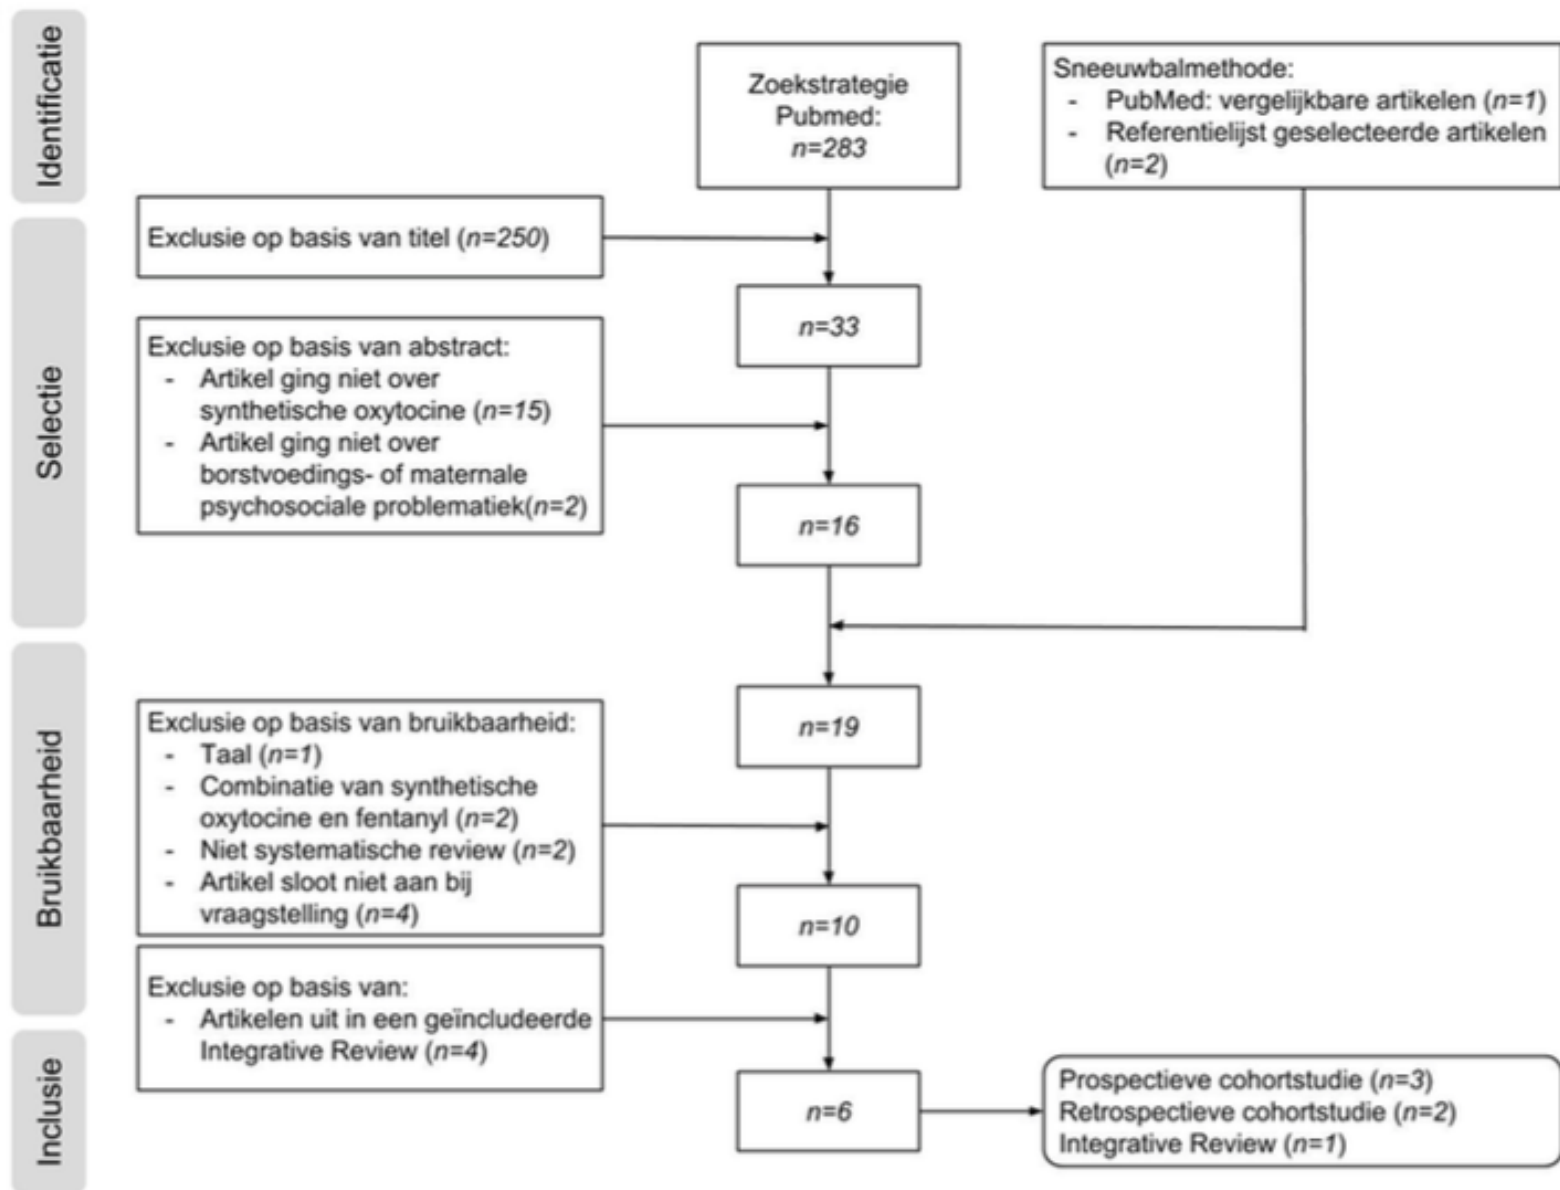 Identificatie
Zoekstrategie
Pubmed:
n=283
Sneeuwbalmethode:
- PubMed: vergelijkbare artikelen (n=1)
- Referentielijst geselecteerde artikelen
(n=2)
Selectie
Exclusie op basis van titel (n=250)
n=33
Exclusie op basis van abstract:
- Artikel ging niet over
synthetische oxytocine (n=15)
- Artikel ging niet over
borstvoedings- of maternale
psychosociale problematiek(n=2)
n=16
Bruikbaarheid
n=19
Exclusie op basis van bruikbaarheid:
- Taal (n=1)
- Combinatie van synthetische
oxytocine en fentanyl (n=2)
- Niet systematische review (n=2)
- Artikel sloot niet aan bij
vraagstelling (n=4)
n=10
Exclusie op basis van:
- Artikelen uit in een geïncludeerde
Integrative Review (n=4)
Inclusie
n=6
Prospectieve cohortstudie (n=3)
Retrospectieve cohortstudie (n=2)
Integrative Review (n=1)